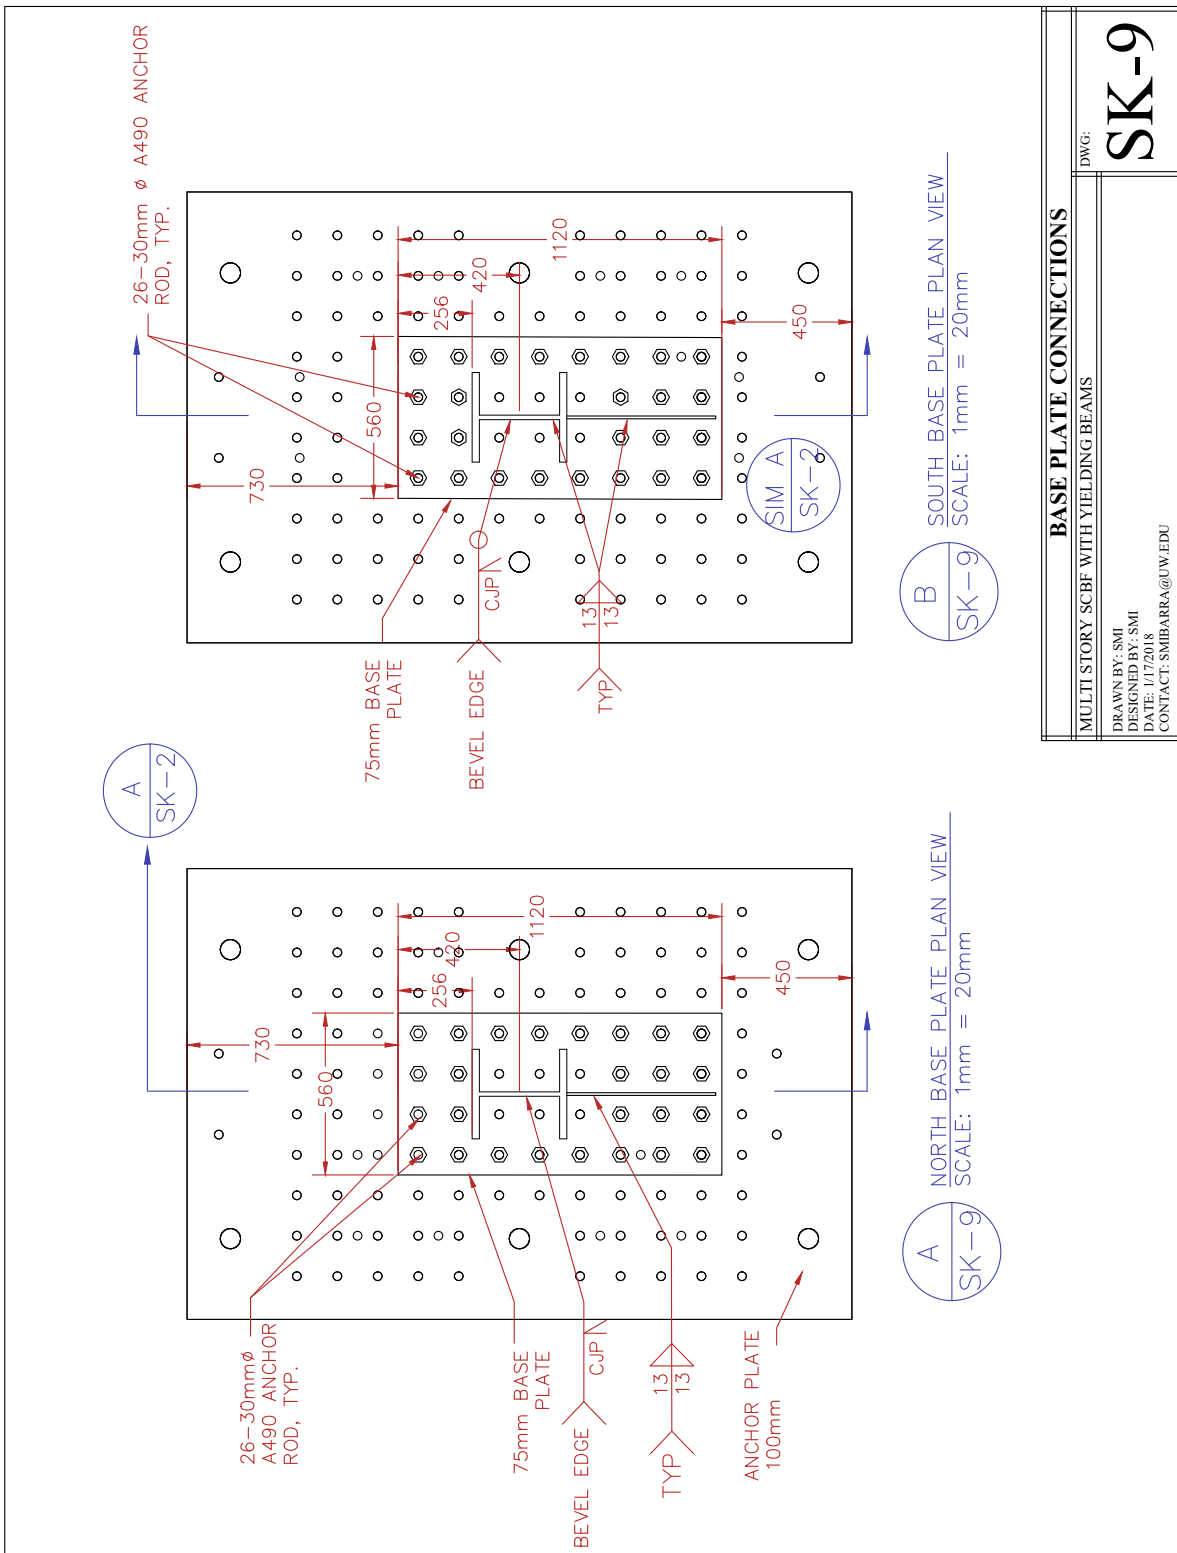 26-30mm ø A490 ANCHOR
ROD, TYP.
730
560
256
420
1120
450
75mm BASE
PLATE
BEVEL EDGE
CJP
13
13
TYP
SIM A
SK-2
B
SK-9
SOUTH BASE PLATE PLAN VIEW
SCALE: 1mm = 20mm
A
SK-2
26-30mmø
A490 ANCHOR
ROD, TYP.
730
560
256
420
1120
450
75mm BASE
PLATE
BEVEL EDGE
CJP
13
13
TYP
ANCHOR PLATE
100mm
A
SK-9
NORTH BASE PLATE PLAN VIEW
SCALE: 1mm = 20mm
BASE PLATE CONNECTIONS
MULTI STORY SCBF WITH YIELDING BEAMS
DRAWN BY: SMI
DESIGNED BY: SMI
DATE: 1/17/2018
CONTACT: SMIBARRA@UW.EDU
DWG:
SK-9